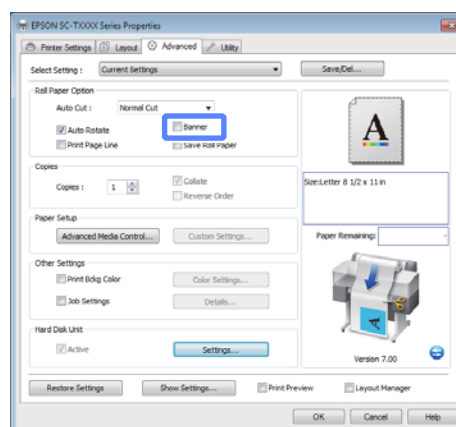 EPSON SC-TXXXX Series Properties
Printer Settings Layout Advanced Utility
Select Setting : Current Settings Save/Del...
Roll Paper Option
Auto Cut : Normal Cut
Auto Rotate Banner
Print Page Line Save Roll Paper
A
Copies
Copies : 1 Collate
Reverse Order
Size:Letter 8 1/2 x 11 in
Paper Setup
Advanced Media Control... Custom Settings...
Paper Remaining: -
Other Settings
Print Bckg Color Color Settings...
Job Settings Details...
Hard Disk Unit
Active Settings...
Version 7.00
Restore Settings Show Settings... Print Preview Layout Manager
OK Cancel Help